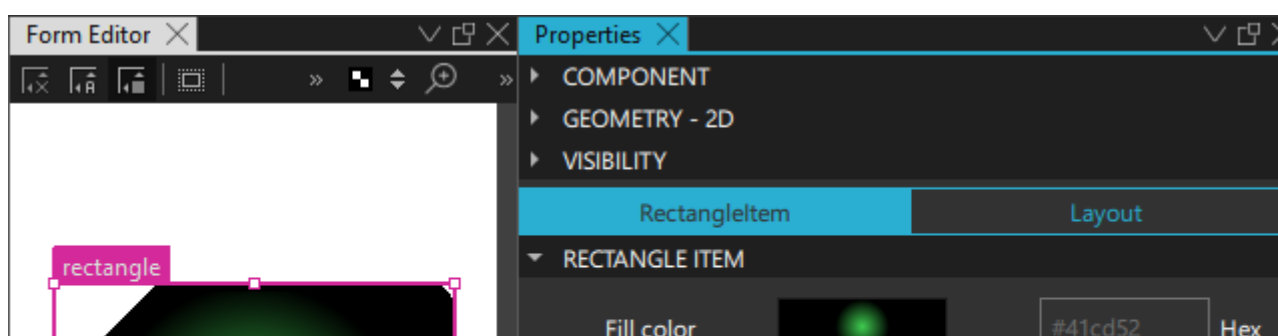 Form Editor
Properties
COMPONENT
GEOMETRY - 2D
VISIBILITY
RectangleItem Layout
RECTANGLE ITEM
rectangle
Fill color #41cd52 Hex